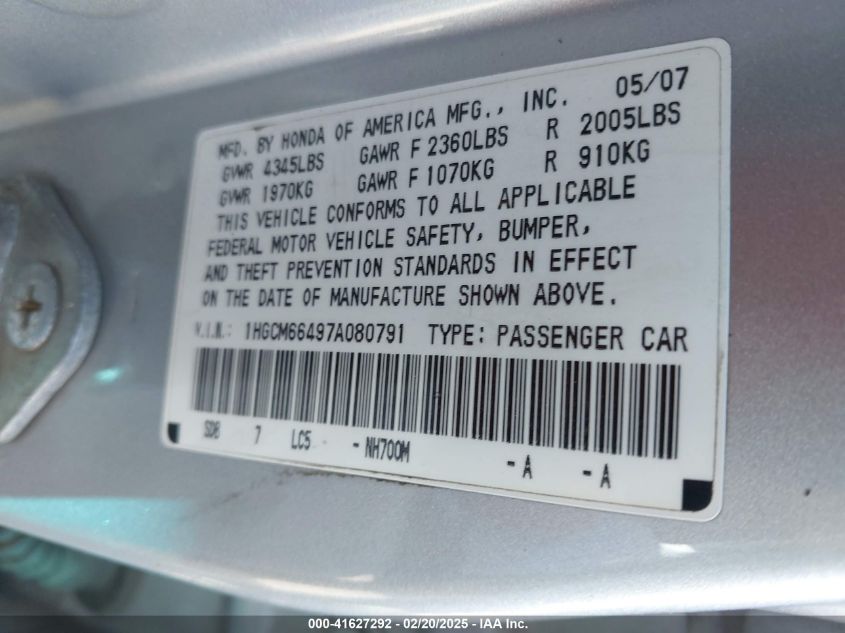 MFD. BY HONDA OF AMERICA MFG., INC. 05/07
GVWR 4345LBS GAWR F 2360LBS R 2005LBS
GVWR 1970KG GAWR F 1070KG R 910KG
THIS VEHICLE CONFORMS TO ALL APPLICABLE
FEDERAL MOTOR VEHICLE SAFETY, BUMPER,
AND THEFT PREVENTION STANDARDS IN EFFECT
ON THE DATE OF MANUFACTURE SHOWN ABOVE.
V.I.N.: 1HGCM66497A080791 TYPE: PASSENGER CAR
SDB 7 LC5 - NH700M - A - A
000-41627292 - 02/20/2025 - IAA Inc.